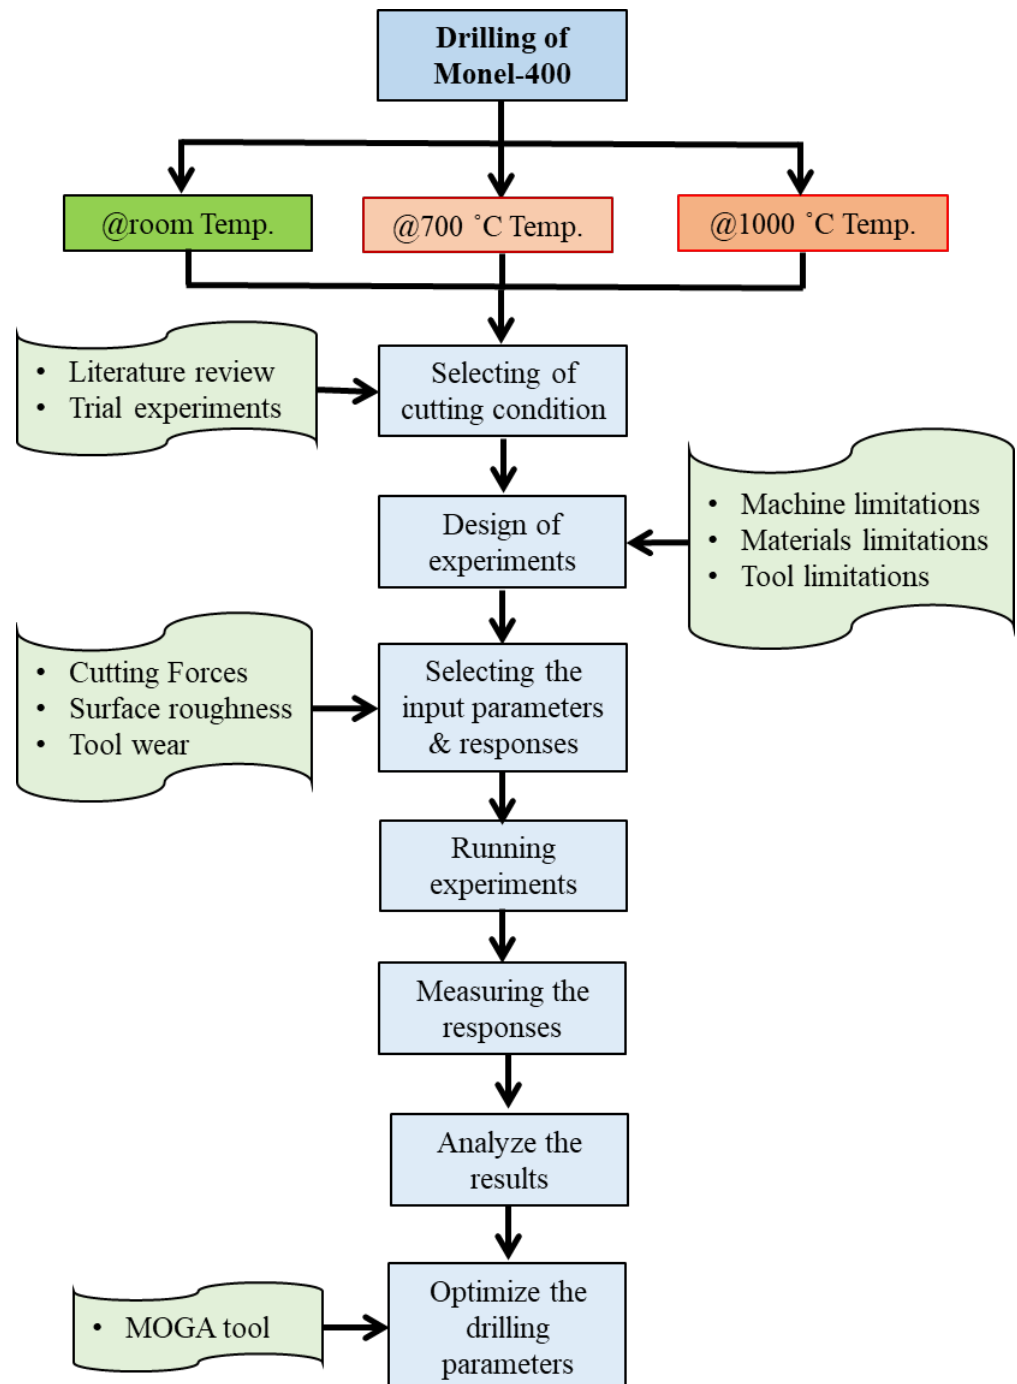 Drilling of
Monel-400
@room Temp.
@700 ˚C Temp.
@1000 ˚C Temp.
• Literature review
• Trial experiments
Selecting of
cutting condition
Design of
experiments
• Machine limitations
• Materials limitations
• Tool limitations
• Cutting Forces
• Surface roughness
• Tool wear
Selecting the
input parameters
& responses
Running
experiments
Measuring the
responses
Analyze the
results
• MOGA tool
Optimize the
drilling
parameters